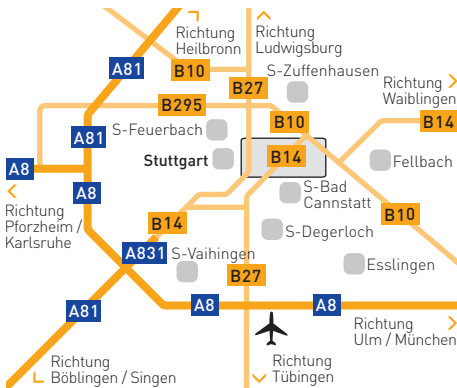 Richtung
Heilbronn
Richtung
Ludwigsburg
A81
B10
S-Zuffenhausen
B27
Richtung
Waiblingen
B295
B10
B14
A81
S-Feuerbach
Stuttgart
B14
Fellbach
A8
A8
S-Bad
Cannstatt
Richtung
Pforzheim /
Karlsruhe
B14
B10
S-Degerloch
A831
S-Vaihingen
B27
Esslingen
A81
A8
A8
Richtung
Ulm / München
Richtung
Böblingen / Singen
Richtung
Tübingen